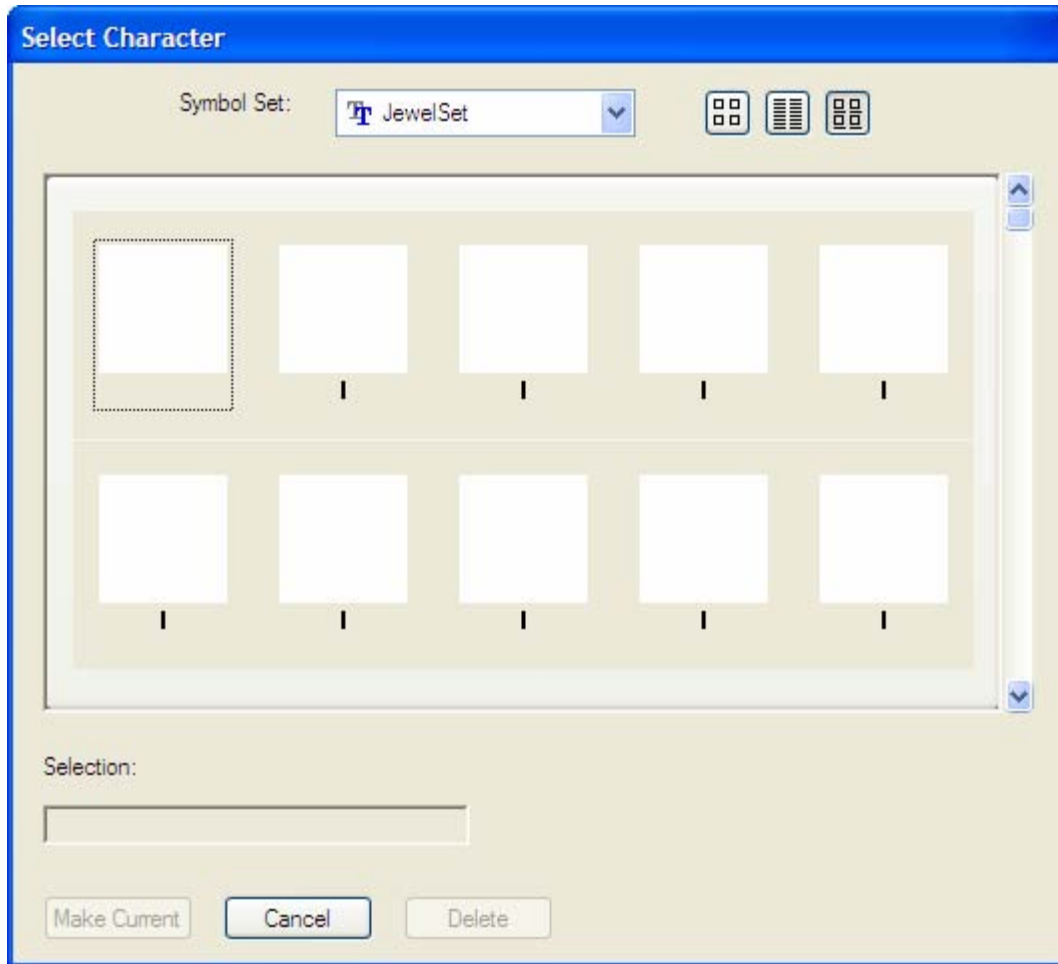 Select Character
Symbol Set:
JewelSet
Selection:
Make Current
Cancel
Delete